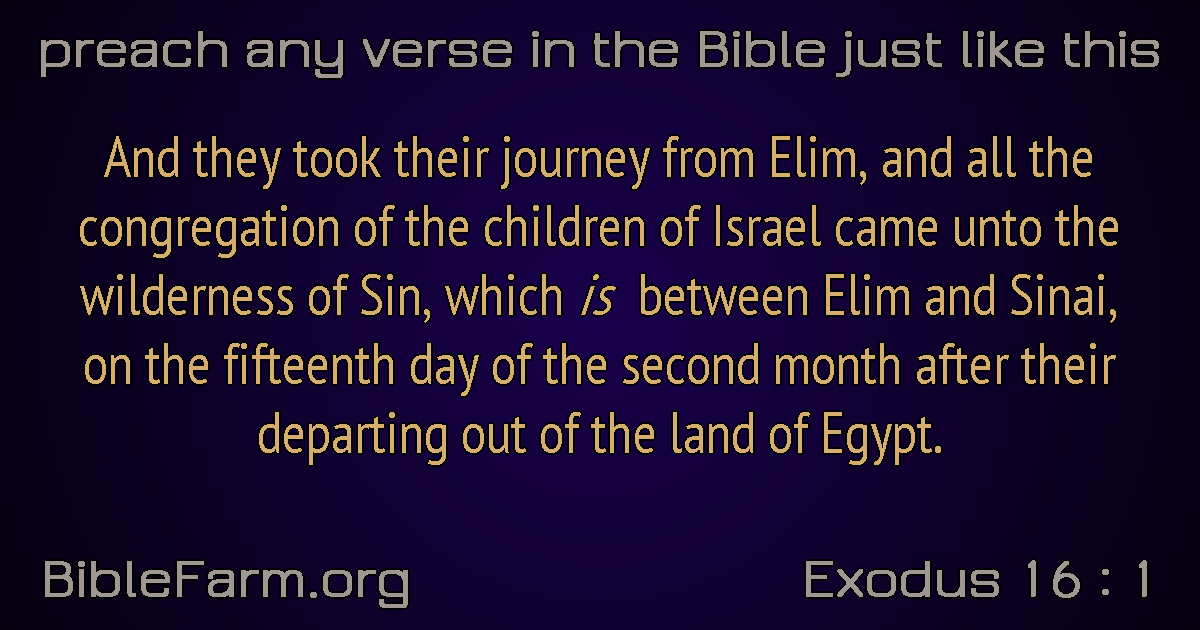 preach any verse in the Bible just like this
And they took their journey from Elim, and all the
congregation of the children of Israel came unto the
wilderness of Sin, which is between Elim and Sinai,
on the fifteenth day of the second month after their
departing out of the land of Egypt.
BibleFarm.org
Exodus 16 : 1